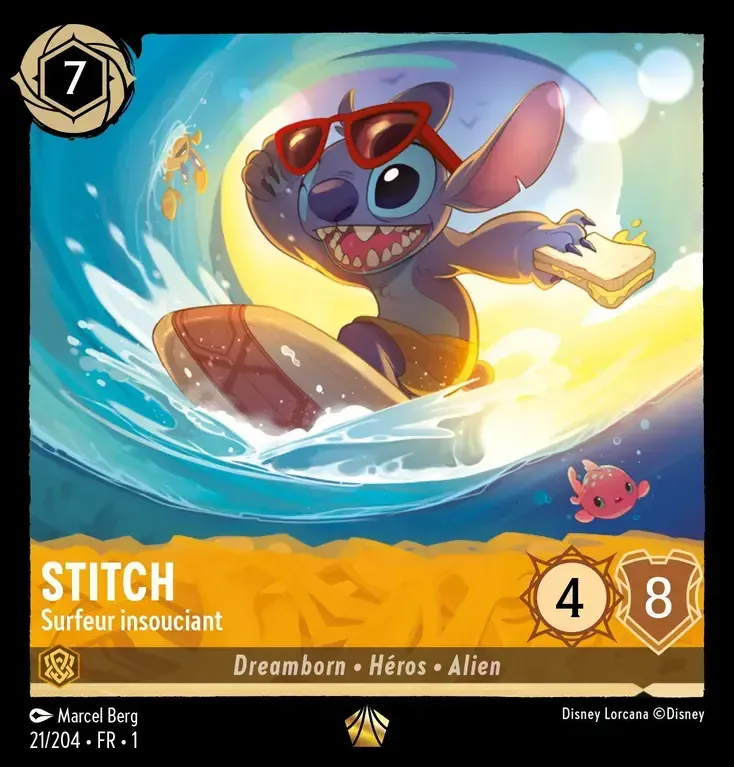 7
STITCH
Surfeur insouciant
4
8
Dreamborn • Héros • Alien
Marcel Berg
Disney Lorcana ©Disney
21/204 • FR • 1